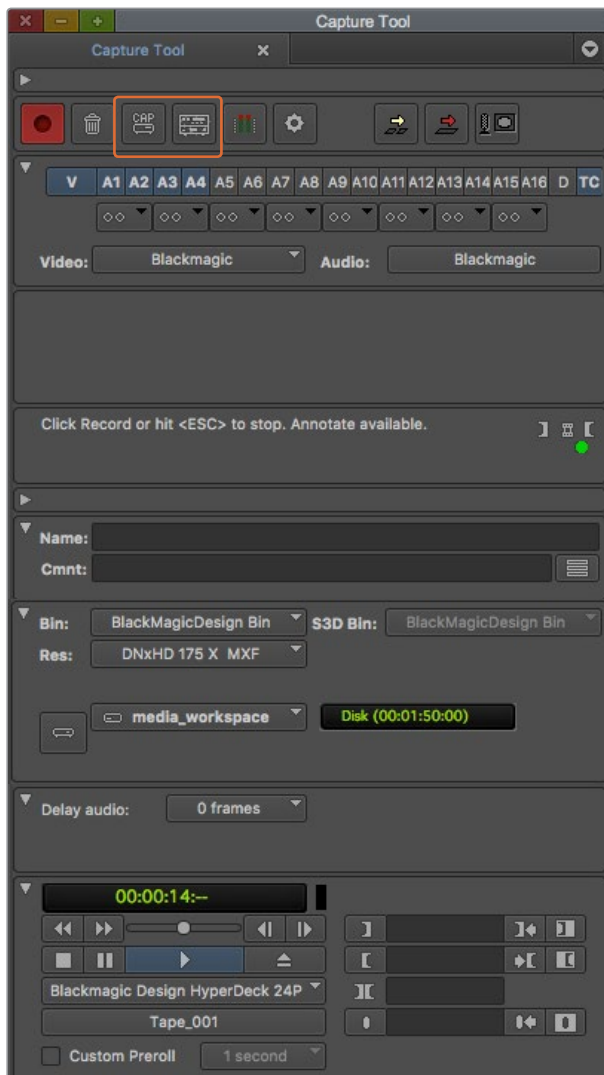 Capture Tool
Capture Tool
CAP
V A1 A2 A3 A4 A5 A6 A7 A8 A9 A10 A11 A12 A13 A14 A15 A16 D TC
Video: Blackmagic Audio: Blackmagic
Click Record or hit <ESC> to stop. Annotate available.
Name:
Cmnt:
Bin: BlackMagicDesign Bin S3D Bin: BlackMagicDesign Bin
Res: DNxHD 175 X MXF
media_workspace Disk (00:01:50:00)
Delay audio: 0 frames
00:00:14:--
Blackmagic Design HyperDeck 24P
Tape_001
Custom Preroll 1 second